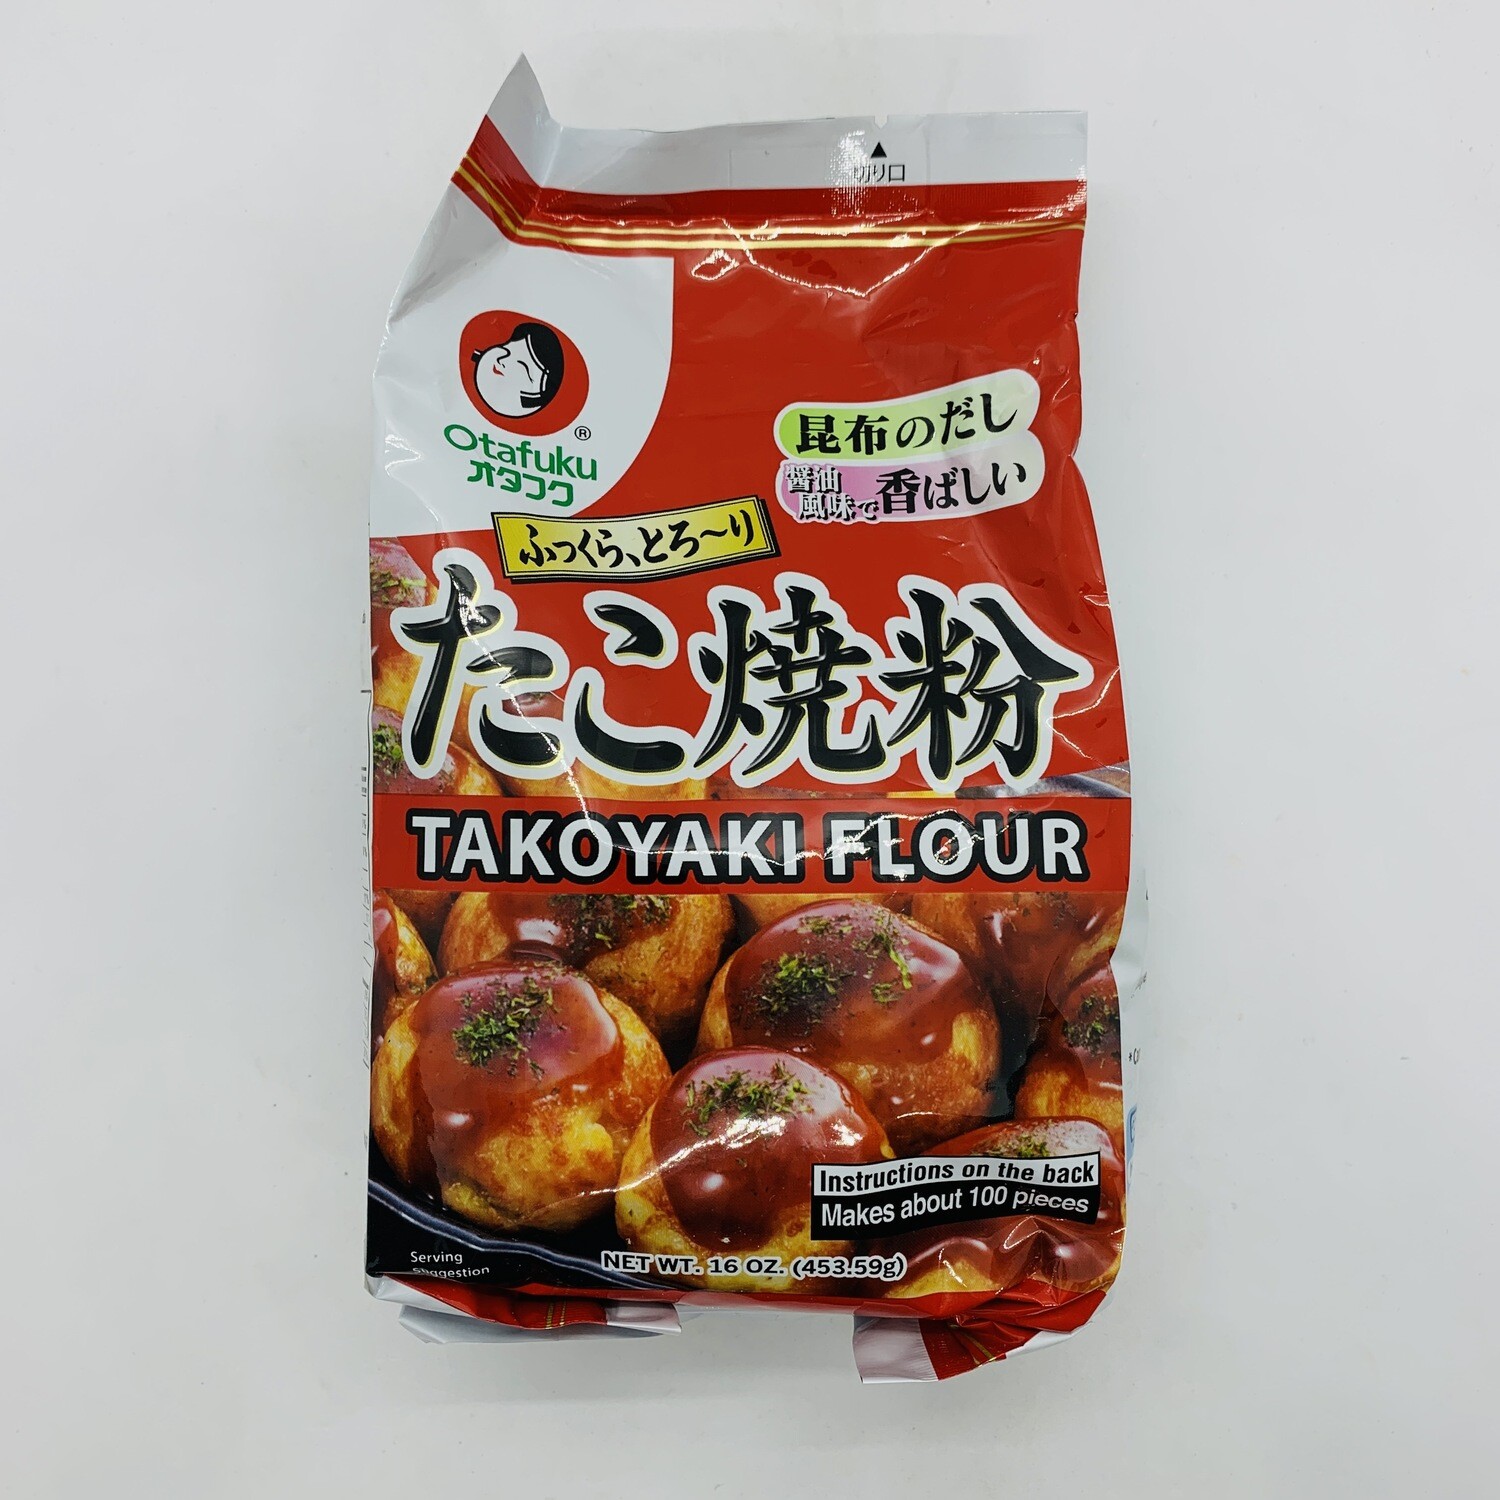 ▲
切り口
Otafuku®
オタフク
昆布のだし
醤油風味で香ばしい
ふっくら、とろ〜り
たこ焼粉
TAKOYAKI FLOUR
Instructions on the back
Makes about 100 pieces
Serving
suggestion
NET WT. 16 OZ. (453.59g)